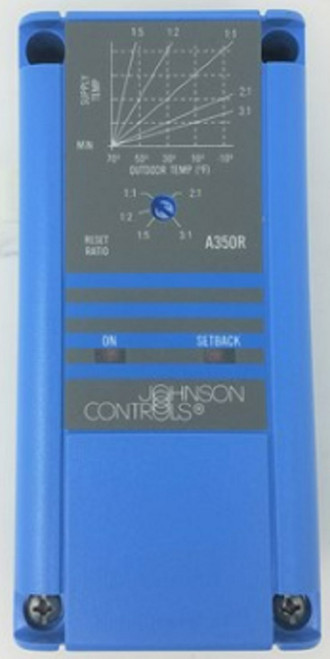 1:5 1:2 1:1
2:1
3:1
SUPPLY
TEMP
MIN
70° 50° 30° 10° -10°
OUTDOOR TEMP (°F)
1:1 2:1
1:2
1:5 3:1
RESET
RATIO
A350R
ON SETBACK
JOHNSON
CONTROLS®